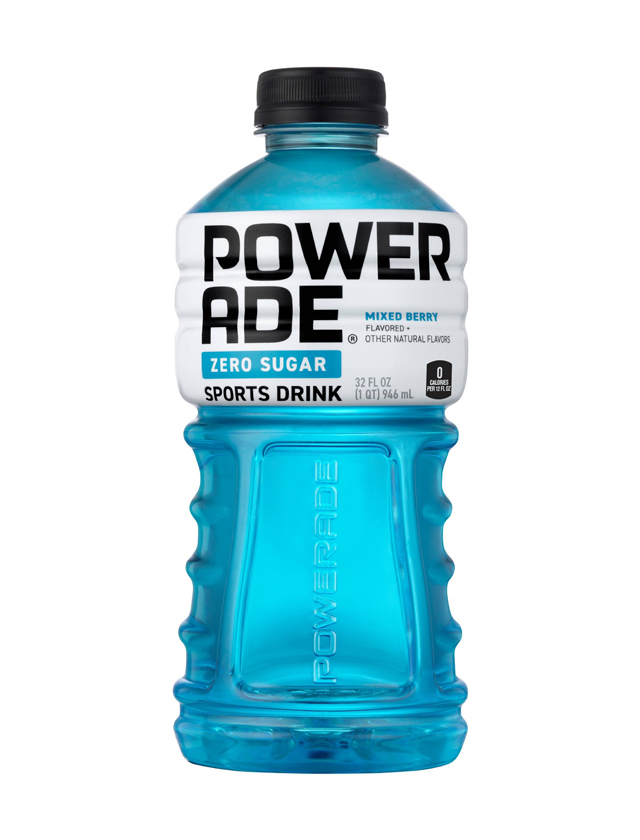 POWER
ADE®
MIXED BERRY
FLAVORED +
OTHER NATURAL FLAVORS
ZERO SUGAR
SPORTS DRINK
32 FL OZ
(1 QT) 946 mL
0
CALORIES
PER 12 FL OZ
POWERADE